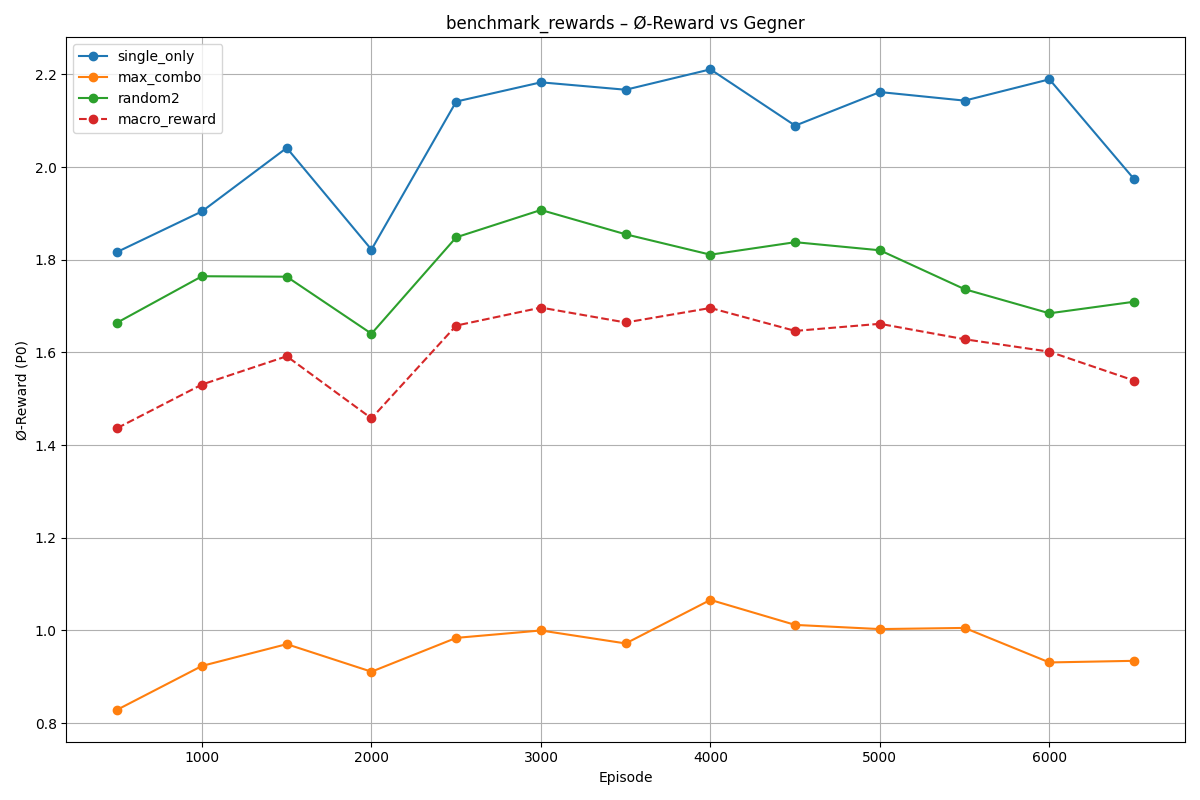 benchmark_rewards – Ø-Reward vs Gegner
single_only
max_combo
random2
macro_reward
Ø-Reward (P0)
2.2
2.0
1.8
1.6
1.4
1.2
1.0
0.8
1000 2000 3000 4000 5000 6000
Episode